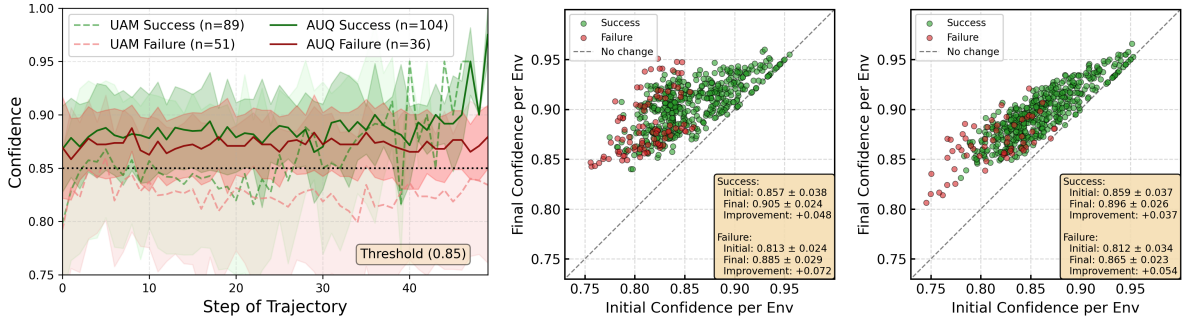 1.00
0.95
0.90
0.85
0.80
0.75
Confidence
UAM Success (n=89)
UAM Failure (n=51)
AUQ Success (n=104)
AUQ Failure (n=36)
Threshold (0.85)
0
10
20
30
40
Step of Trajectory
Final Confidence per Env
0.95
0.90
0.85
0.80
0.75
Success
Failure
No change
Success:
Initial: 0.857 ± 0.038
Final: 0.905 ± 0.024
Improvement: +0.048
Failure:
Initial: 0.813 ± 0.024
Final: 0.885 ± 0.029
Improvement: +0.072
0.75
0.80
0.85
0.90
0.95
Initial Confidence per Env
Final Confidence per Env
0.95
0.90
0.85
0.80
0.75
Success
Failure
No change
Success:
Initial: 0.859 ± 0.037
Final: 0.896 ± 0.026
Improvement: +0.037
Failure:
Initial: 0.812 ± 0.034
Final: 0.865 ± 0.023
Improvement: +0.054
0.75
0.80
0.85
0.90
0.95
Initial Confidence per Env